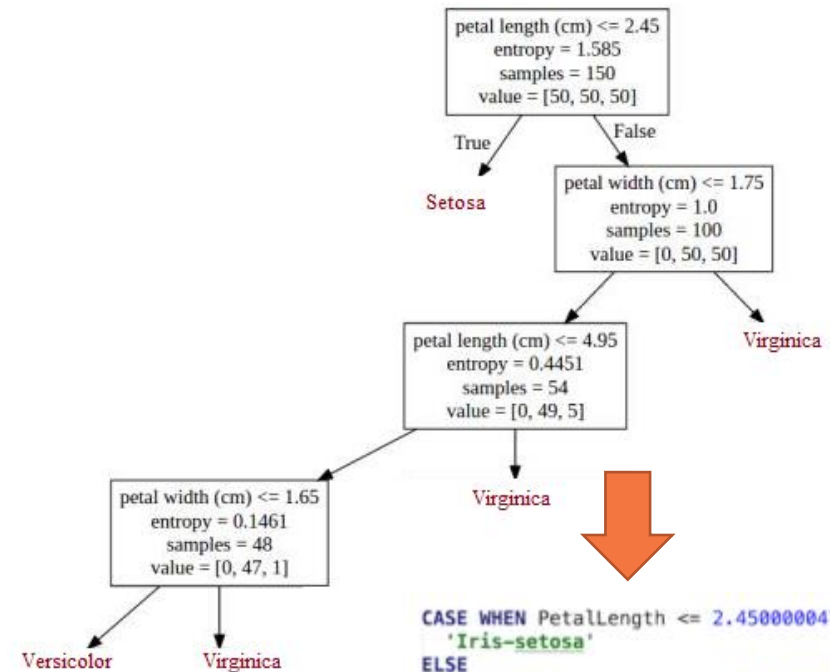 petal length (cm) <= 2.45
entropy = 1.585
samples = 150
value = [50, 50, 50]
True
False
Setosa
petal width (cm) <= 1.75
entropy = 1.0
samples = 100
value = [0, 50, 50]
Virginica
petal length (cm) <= 4.95
entropy = 0.4451
samples = 54
value = [0, 49, 5]
Virginica
petal width (cm) <= 1.65
entropy = 0.1461
samples = 48
value = [0, 47, 1]
Versicolor
Virginica
CASE WHEN PetalLength <= 2.45000004
'Iris-setosa'
ELSE